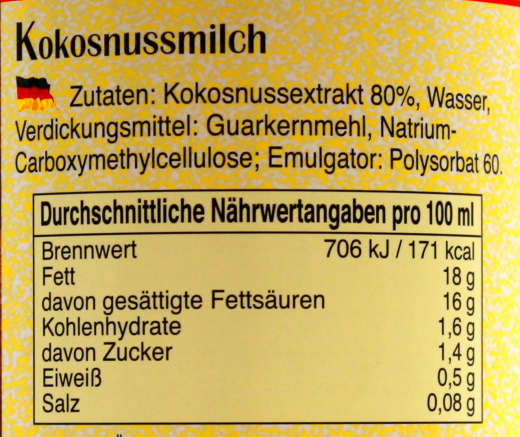 Kokosnussmilch
Zutaten: Kokosnussextrakt 80%, Wasser,
Verdickungsmittel: Guarkernmehl, Natrium-
Carboxymethylcellulose; Emulgator: Polysorbat 60.
Durchschnittliche Nährwertangaben pro 100 ml
Brennwert 706 kJ / 171 kcal
Fett 18 g
davon gesättigte Fettsäuren 16 g
Kohlenhydrate 1,6 g
davon Zucker 1,4 g
Eiweiß 0,5 g
Salz 0,08 g